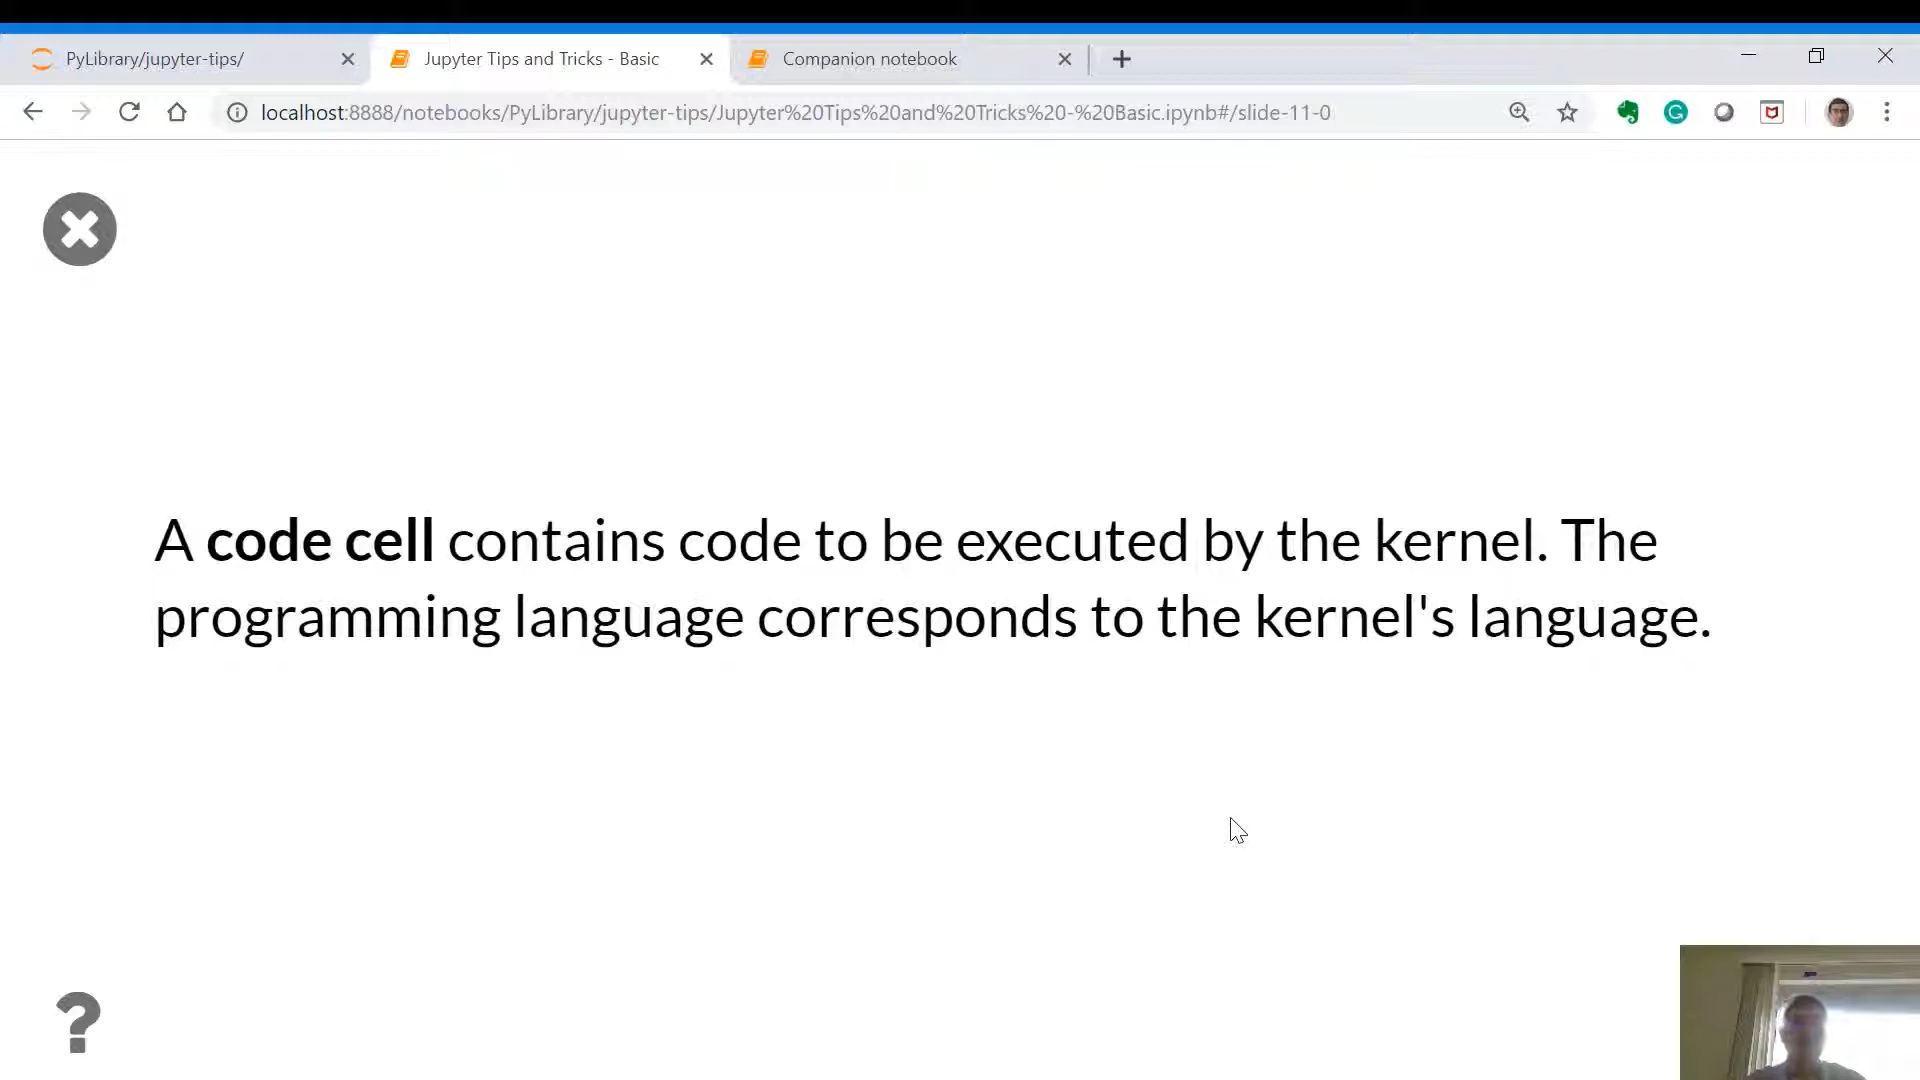 PyLibrary/jupyter-tips/
Jupyter Tips and Tricks - Basic
Companion notebook
localhost:8888/notebooks/PyLibrary/jupyter-tips/Jupyter%20Tips%20and%20Tricks%20-%20Basic.ipynb#/slide-11-0
A code cell contains code to be executed by the kernel. The
programming language corresponds to the kernel's language.